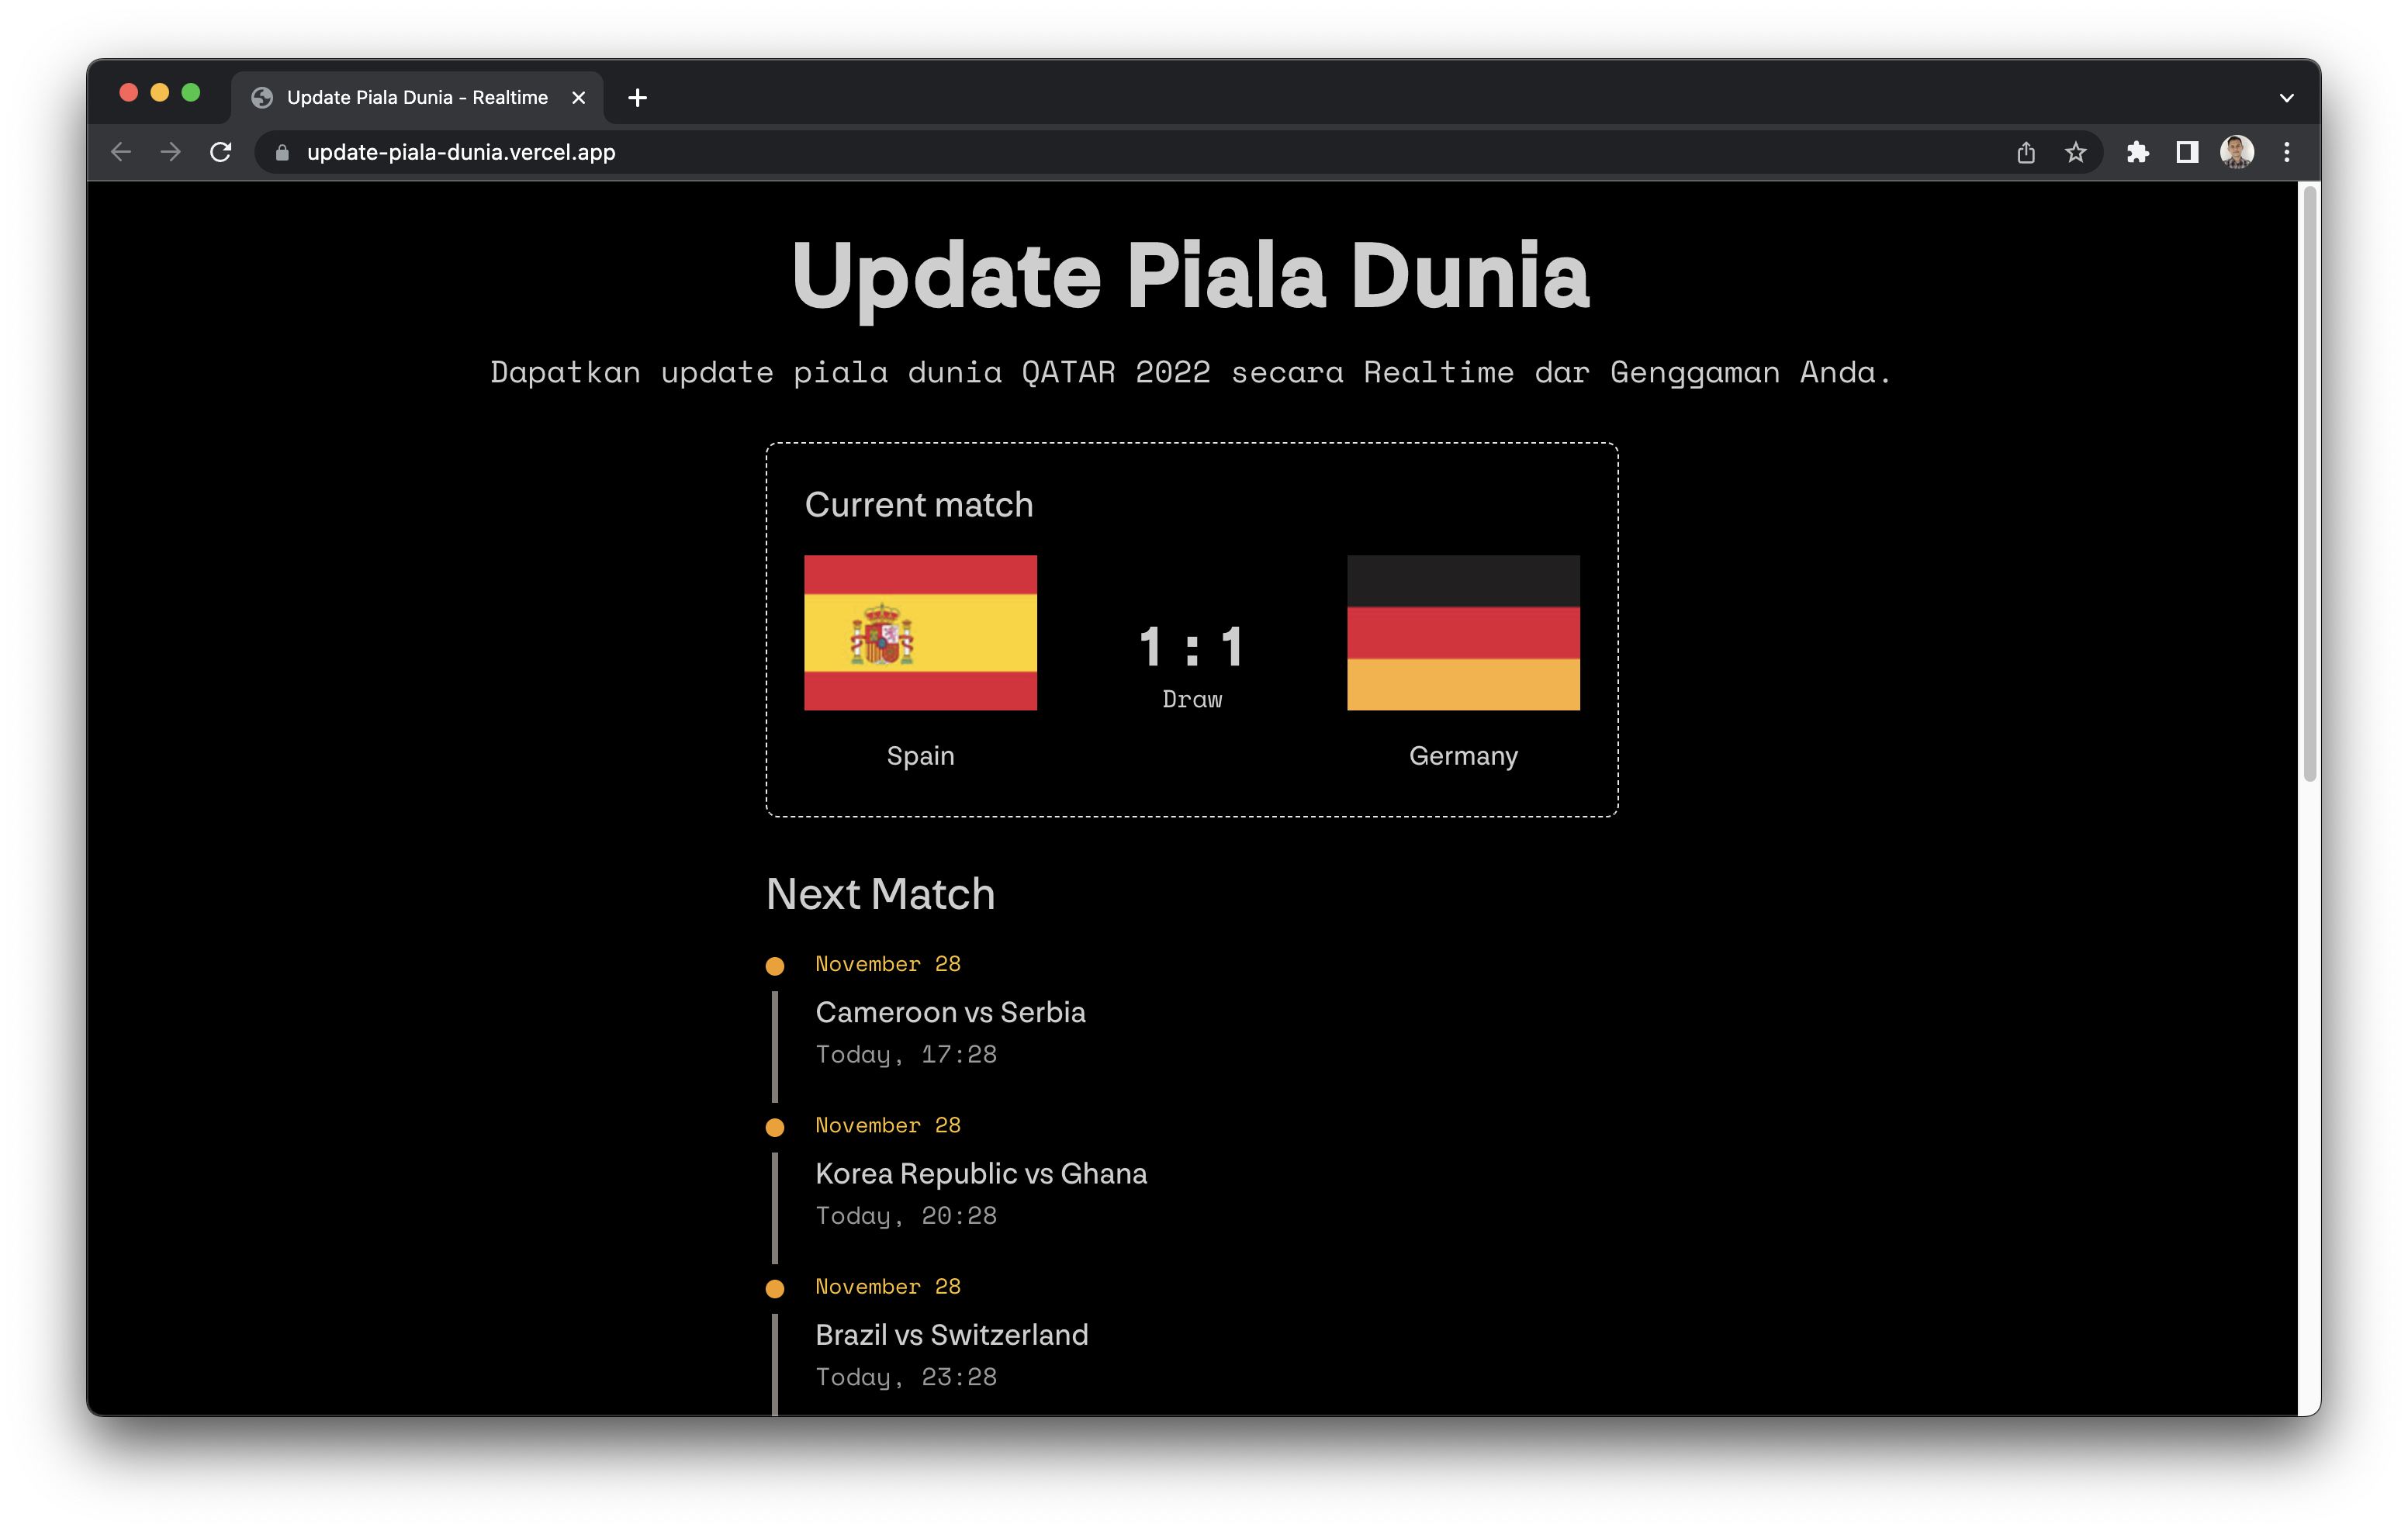 Update Piala Dunia - Realtime
update-piala-dunia.vercel.app
Update Piala Dunia
Dapatkan update piala dunia QATAR 2022 secara Realtime dar Genggaman Anda.
Current match
1 : 1
Draw
Spain
Germany
Next Match
November 28
Cameroon vs Serbia
Today, 17:28
November 28
Korea Republic vs Ghana
Today, 20:28
November 28
Brazil vs Switzerland
Today, 23:28